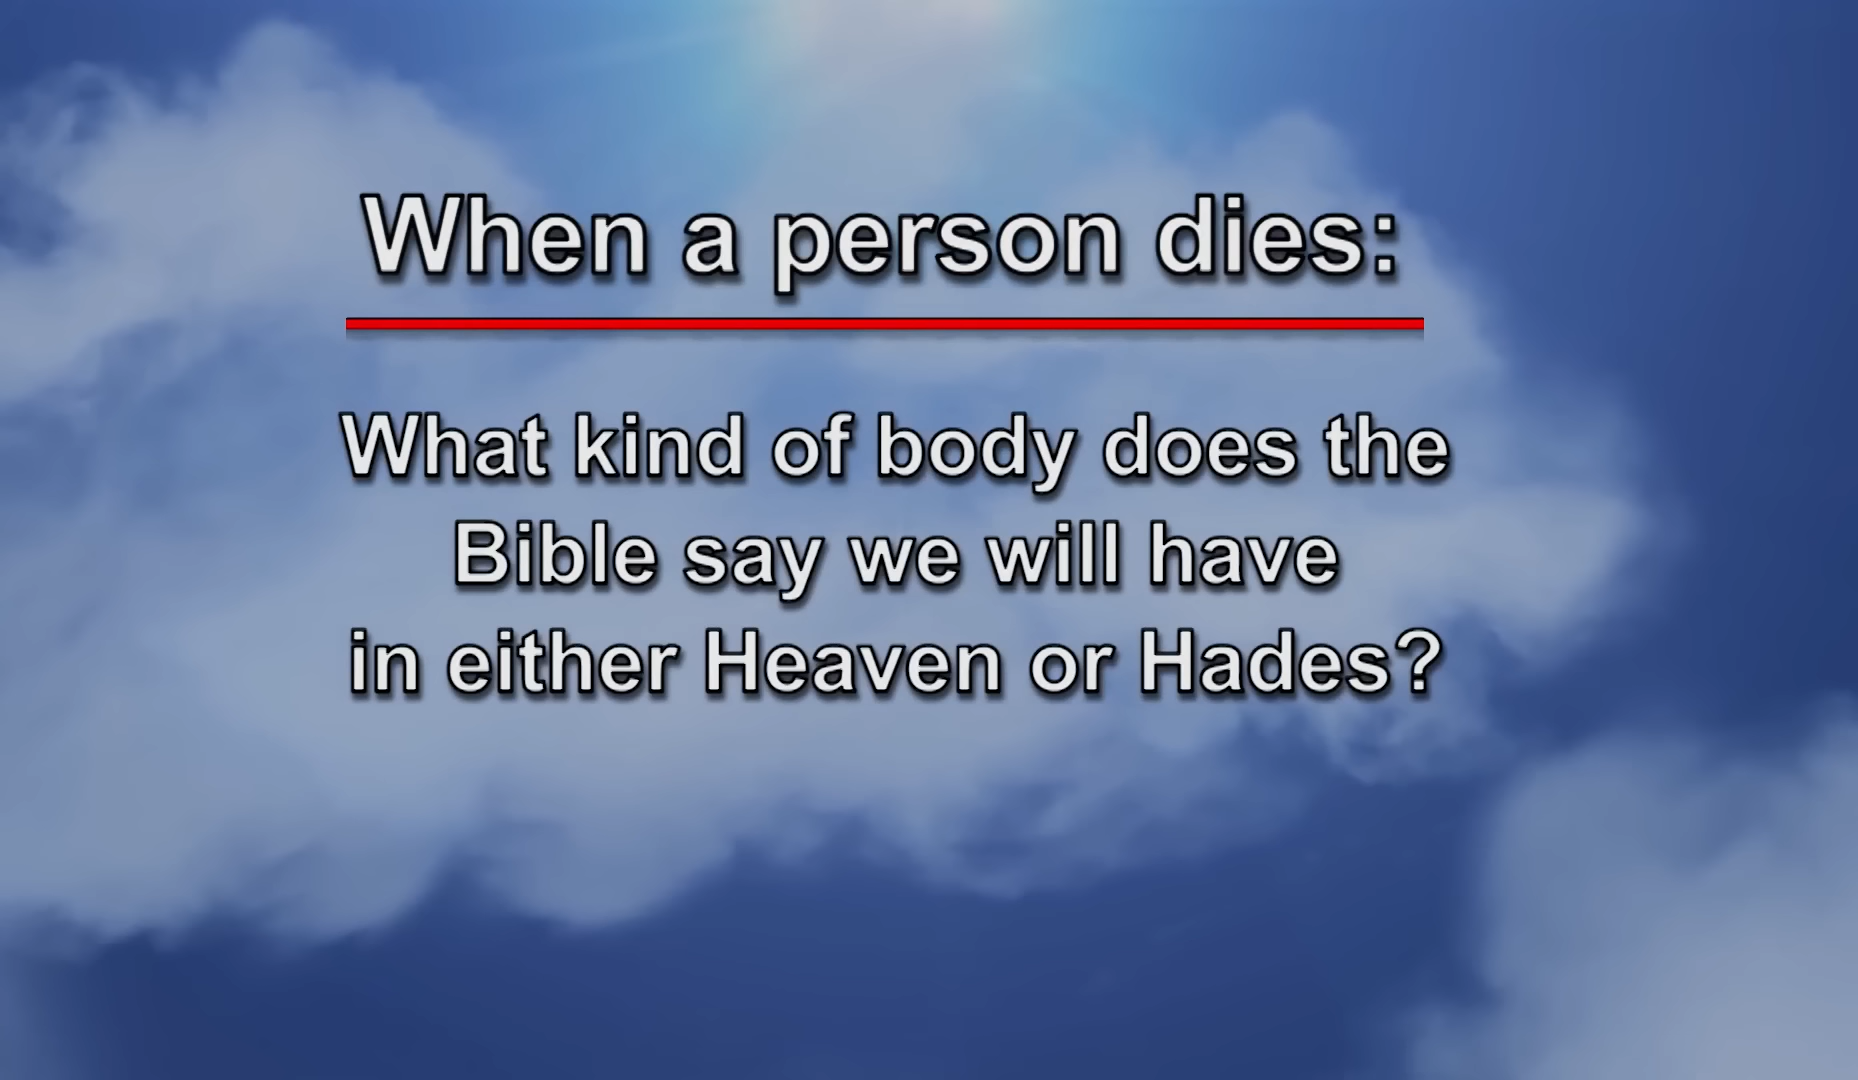 When a person dies:
What kind of body does the
Bible say we will have
in either Heaven or Hades?